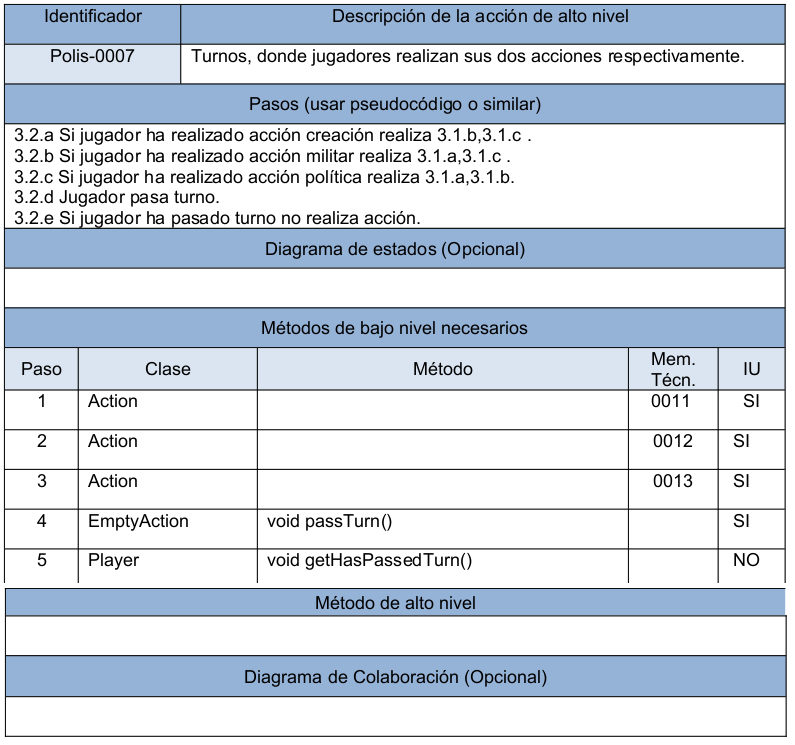 Identificador Descripción de la acción de alto nivel
Polis-0007 Turnos, donde jugadores realizan sus dos acciones respectivamente.
Pasos (usar pseudocódigo o similar)
3.2.a Si jugador ha realizado acción creación realiza 3.1.b,3.1.c .
3.2.b Si jugador ha realizado acción militar realiza 3.1.a,3.1.c .
3.2.c Si jugador ha realizado acción política realiza 3.1.a,3.1.b.
3.2.d Jugador pasa turno.
3.2.e Si jugador ha pasado turno no realiza acción.
Diagrama de estados (Opcional)
Métodos de bajo nivel necesarios
Paso Clase Método Mem. Técn. IU
1 Action 0011 SI
2 Action 0012 SI
3 Action 0013 SI
4 EmptyAction void passTurn() SI
5 Player void getHasPassedTurn() NO
Método de alto nivel
Diagrama de Colaboración (Opcional)